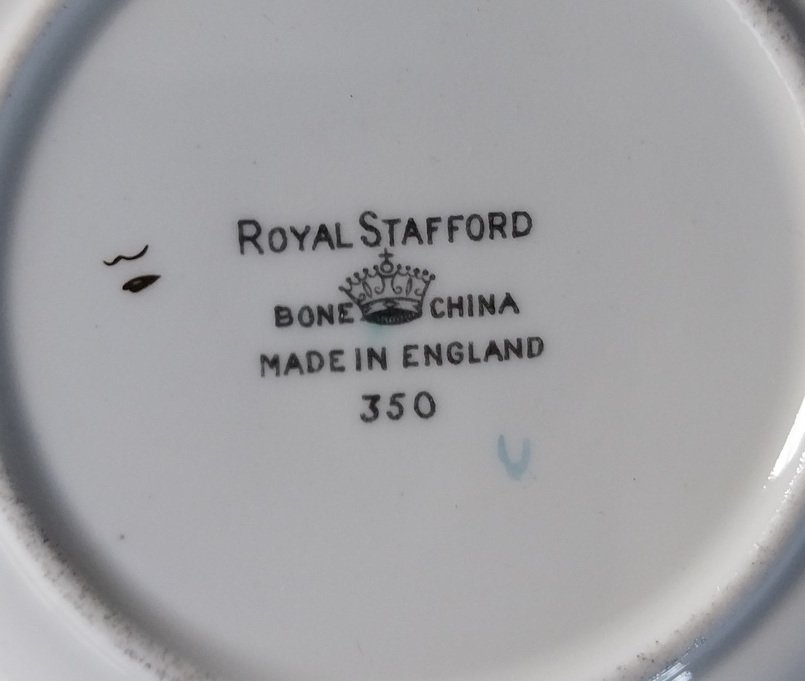 ROYAL STAFFORD
BONE CHINA
MADE IN ENGLAND
350
V